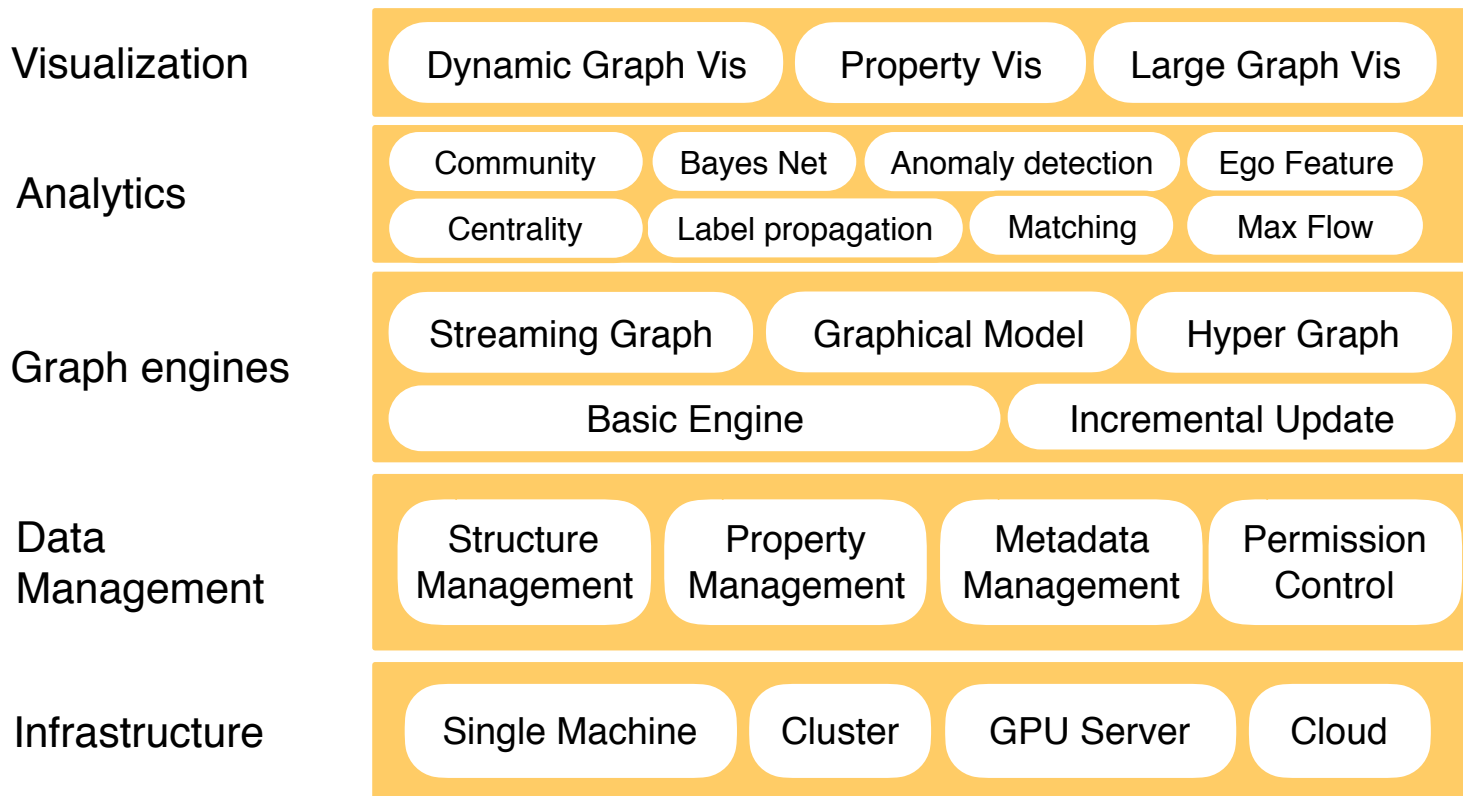 Visualization
Dynamic Graph Vis
Property Vis
Large Graph Vis
Analytics
Community
Bayes Net
Anomaly detection
Ego Feature
Centrality
Label propagation
Matching
Max Flow
Graph engines
Streaming Graph
Graphical Model
Hyper Graph
Basic Engine
Incremental Update
Data
Management
Structure
Management
Property
Management
Metadata
Management
Permission
Control
Infrastructure
Single Machine
Cluster
GPU Server
Cloud